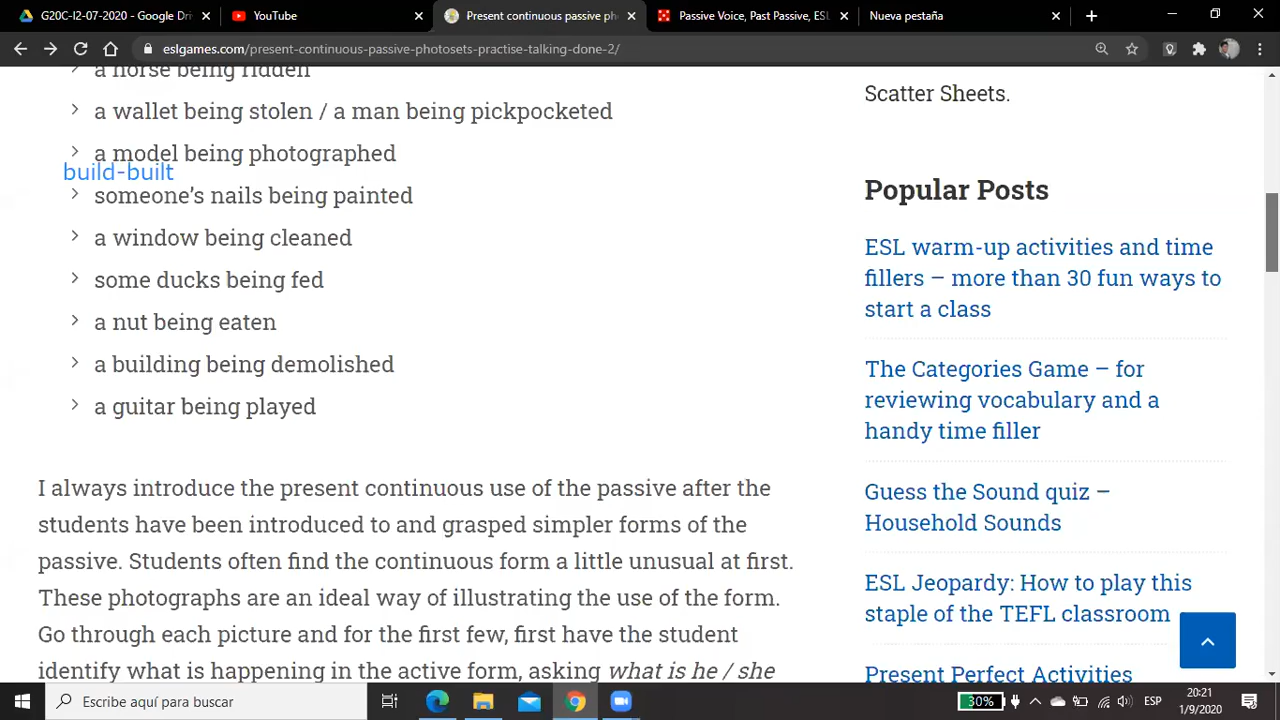 G20C-I2-07-2020 - Google Dri
YouTube
Present continuous passive ph
Passive Voice, Past Passive, ESL
Nueva pestaña
eslgames.com/present-continuous-passive-photosets-practise-talking-done-2/
a horse being ridden
a wallet being stolen / a man being pickpocketed
a model being photographed
build-built
someone's nails being painted
a window being cleaned
some ducks being fed
a nut being eaten
a building being demolished
a guitar being played
I always introduce the present continuous use of the passive after the
students have been introduced to and grasped simpler forms of the
passive. Students often find the continuous form a little unusual at first.
These photographs are an ideal way of illustrating the use of the form.
Go through each picture and for the first few, first have the student
identify what is happening in the active form, asking what is he / she
Scatter Sheets.
Popular Posts
ESL warm-up activities and time
fillers – more than 30 fun ways to
start a class
The Categories Game – for
reviewing vocabulary and a
handy time filler
Guess the Sound quiz –
Household Sounds
ESL Jeopardy: How to play this
staple of the TEFL classroom
Present Perfect Activities
Escribe aquí para buscar
30%
ESP
20:21
1/9/2020